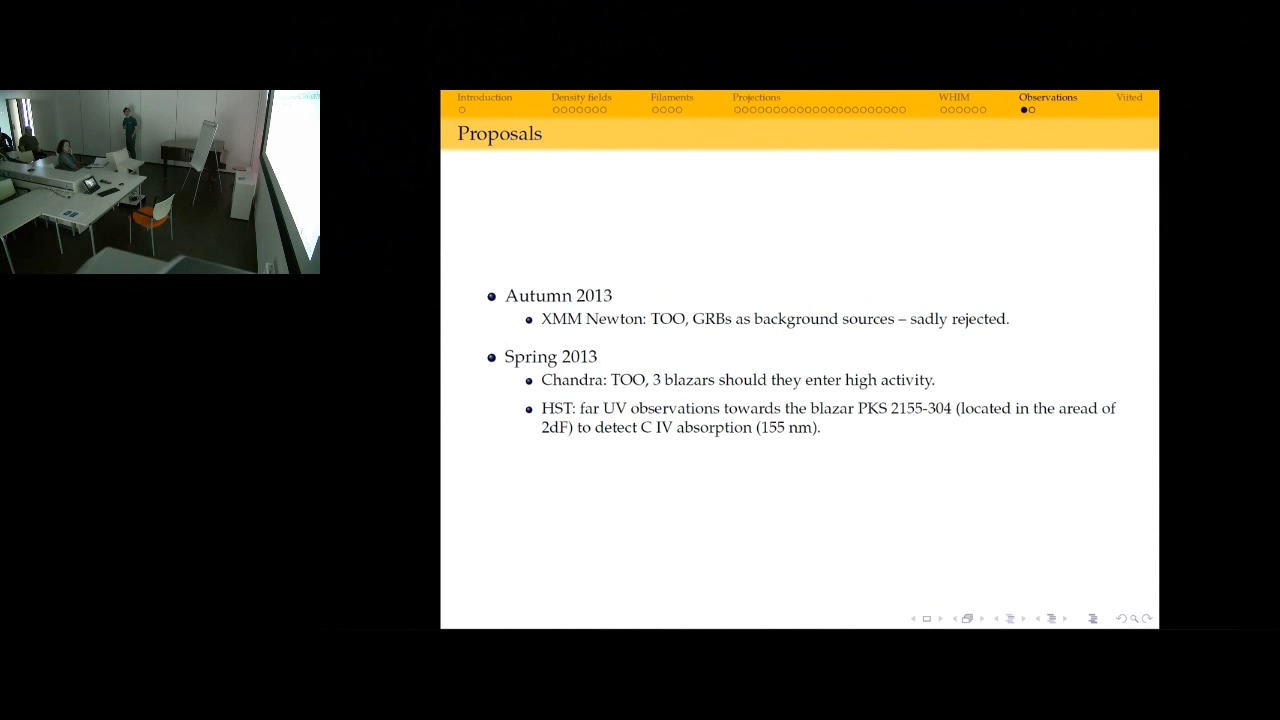 Introduction Density fields Filaments Projections WHIM Observations Viited
Proposals
Autumn 2013
XMM Newton: TOO, GRBs as background sources – sadly rejected.
Spring 2013
Chandra: TOO, 3 blazars should they enter high activity.
HST: far UV observations towards the blazar PKS 2155-304 (located in the aread of
2dF) to detect C IV absorption (155 nm).